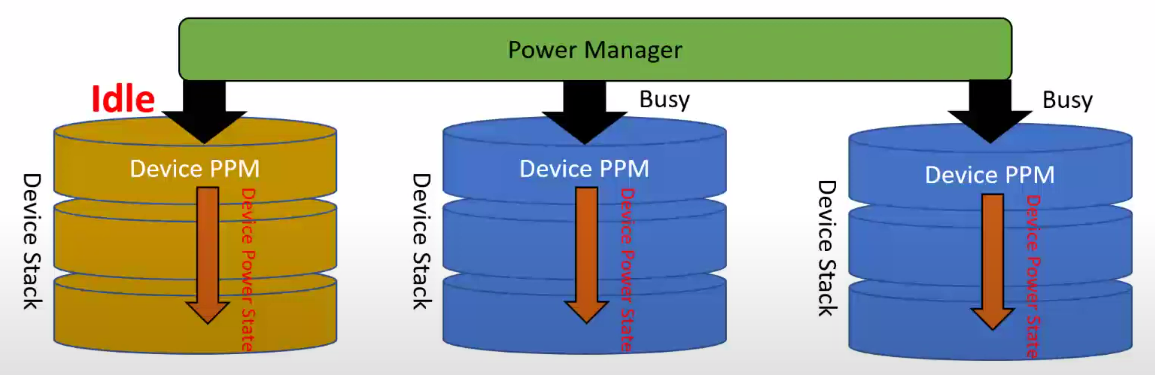 Power Manager
Idle
Busy
Busy
Device PPM
Device PPM
Device PPM
Device Stack
Device Power State
Device Stack
Device Power State
Device Stack
Device Power State